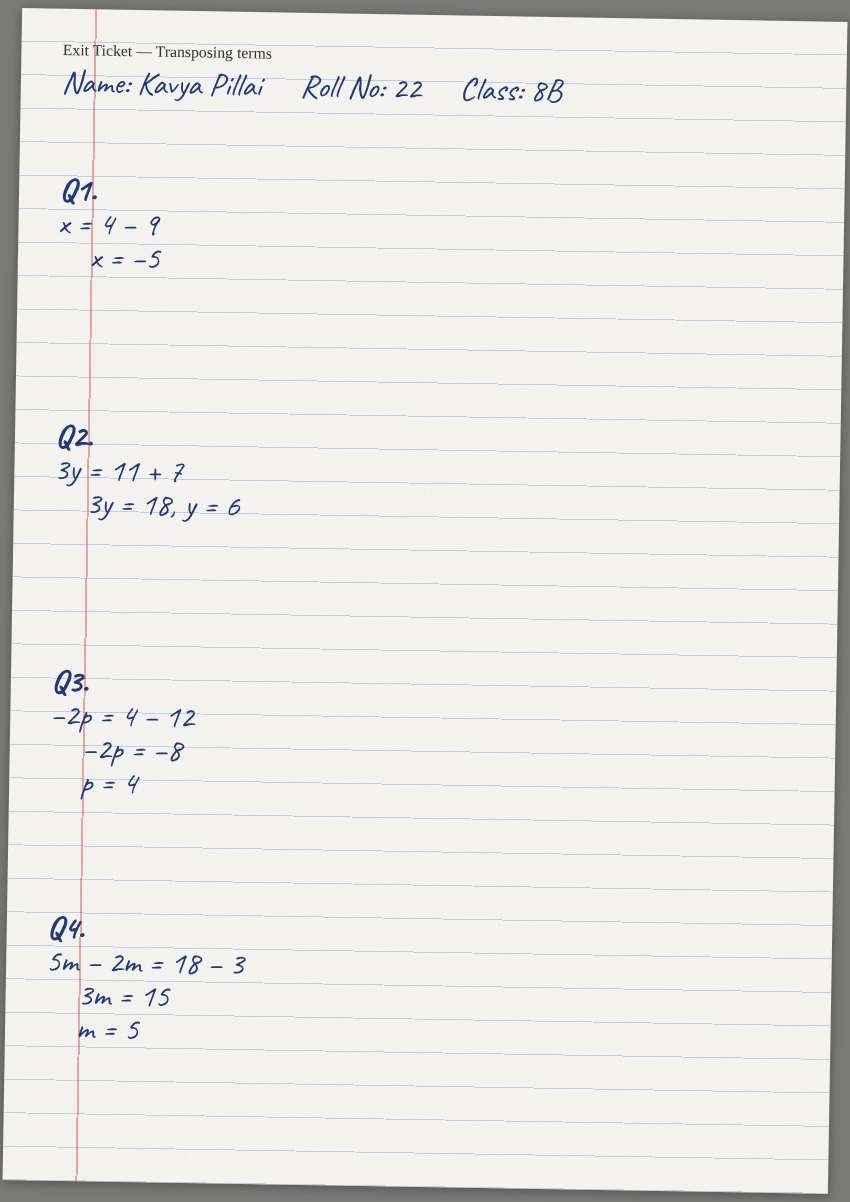 Exit Ticket — Transposing terms
Name: Kavya Pillai Roll No: 22 Class: 8B
Q1.
x = 4 – 9
x = –5
Q2.
3y = 11 + 7
3y = 18, y = 6
Q3.
–2p = 4 – 12
–2p = –8
p = 4
Q4.
5m – 2m = 18 – 3
3m = 15
m = 5